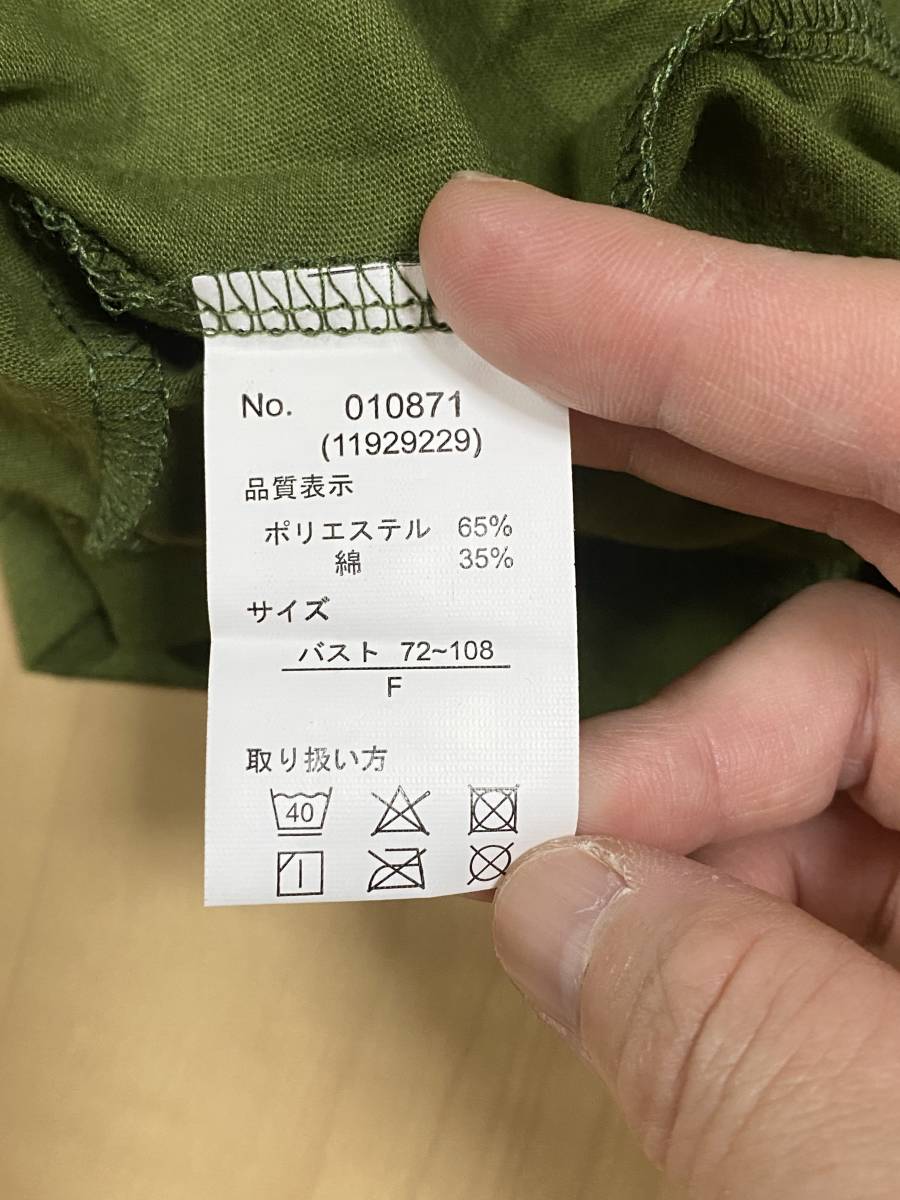 No. 010871
(11929229)
品質表示
ポリエステル 65%
綿 35%
サイズ
バスト 72~108
F
取り扱い方
40